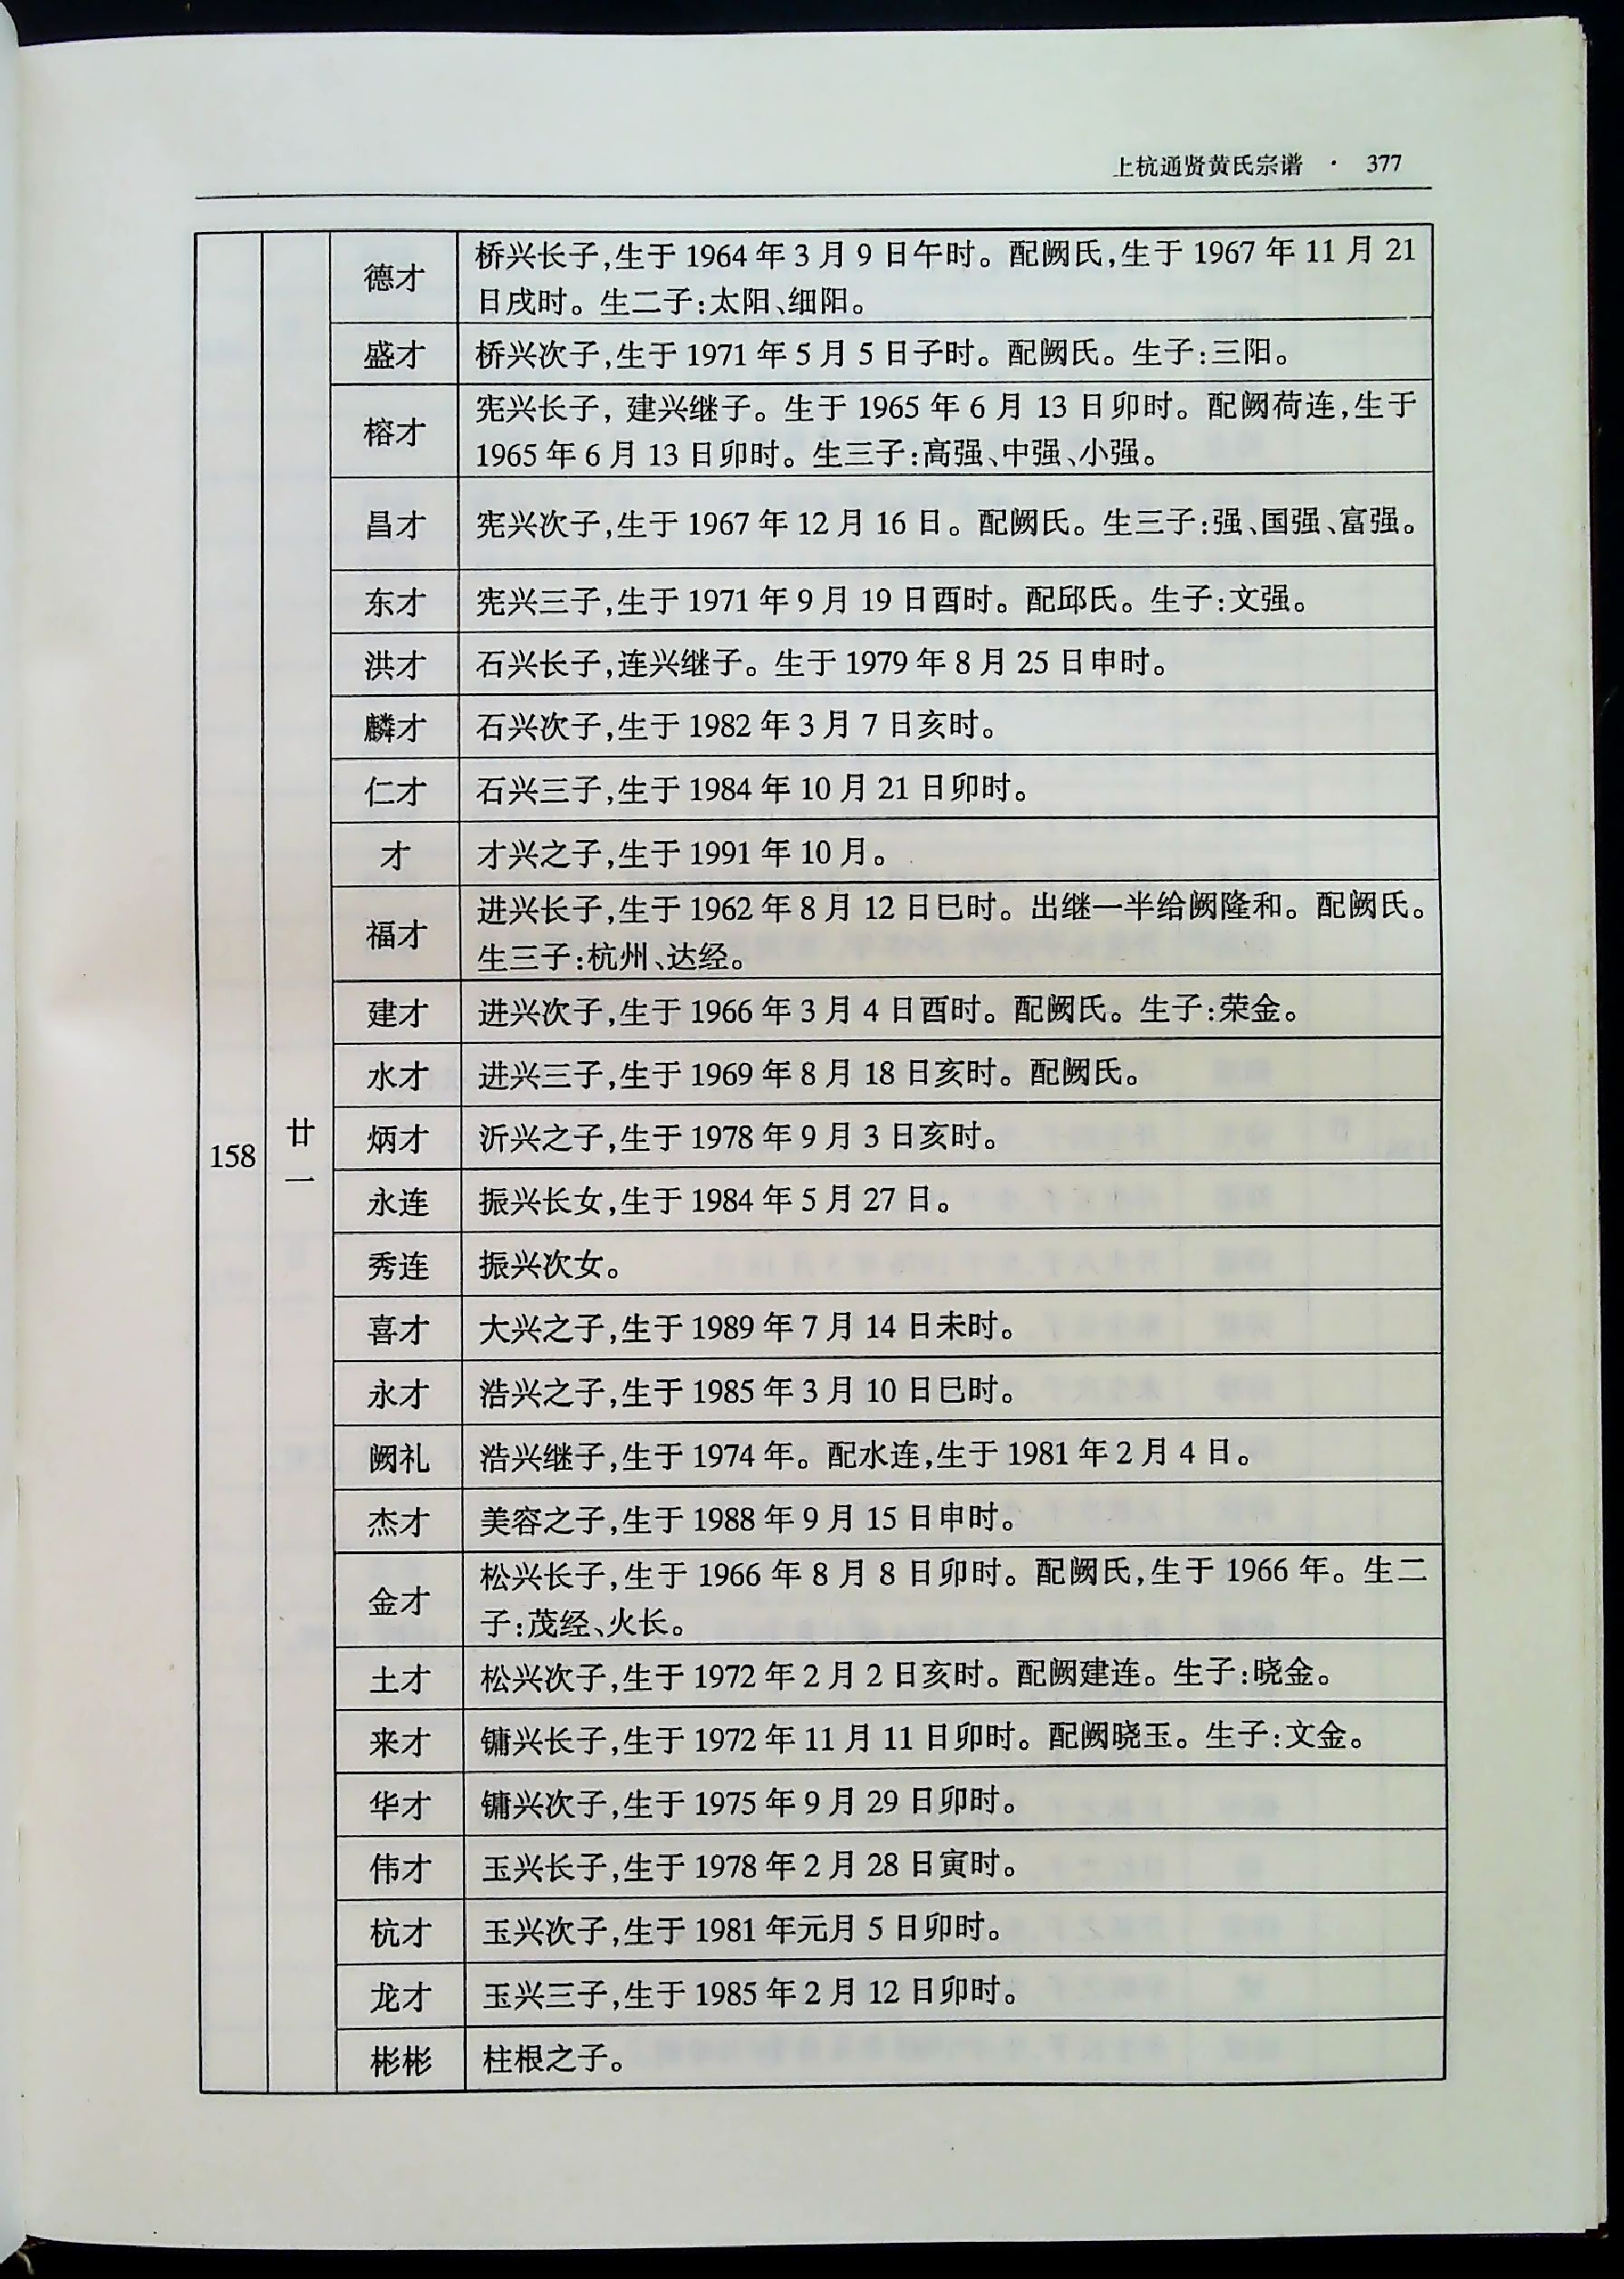 上杭通贤黄氏宗谱 · 377
158
廿一
德才
桥兴长子,生于 1964 年 3 月 9 日午时。配阙氏,生于 1967 年 11 月 21
日戌时。生二子:太阳、细阳。
盛才 桥兴次子,生于 1971 年 5 月 5 日子时。配阙氏。生子:三阳。
榕才
宪兴长子, 建兴继子。生于 1965 年 6 月 13 日卯时。配阙荷连,生于
1965 年 6 月 13 日卯时。生三子:高强、中强、小强。
昌才 宪兴次子,生于 1967 年 12 月 16 日。配阙氏。生三子:强、国强、富强。
东才 宪兴三子,生于 1971 年 9 月 19 日酉时。配邱氏。生子:文强。
洪才 石兴长子,连兴继子。生于 1979 年 8 月 25 日申时。
麟才 石兴次子,生于 1982 年 3 月 7 日亥时。
仁才 石兴三子,生于 1984 年 10 月 21 日卯时。
才 才兴之子,生于 1991 年 10 月。
福才
进兴长子,生于 1962 年 8 月 12 日巳时。出继一半给阙隆和。配阙氏。
生三子:杭州、达经。
建才 进兴次子,生于 1966 年 3 月 4 日酉时。配阙氏。生子:荣金。
水才 进兴三子,生于 1969 年 8 月 18 日亥时。配阙氏。
炳才 沂兴之子,生于 1978 年 9 月 3 日亥时。
永连 振兴长女,生于 1984 年 5 月 27 日。
秀连 振兴次女。
喜才 大兴之子,生于 1989 年 7 月 14 日未时。
永才 浩兴之子,生于 1985 年 3 月 10 日巳时。
阙礼 浩兴继子,生于 1974 年。配水连,生于 1981 年 2 月 4 日。
杰才 美容之子,生于 1988 年 9 月 15 日申时。
金才
松兴长子,生于 1966 年 8 月 8 日卯时。配阙氏,生于 1966 年。生二
子:茂经、火长。
土才 松兴次子,生于 1972 年 2 月 2 日亥时。配阙建连。生子:晓金。
来才 镛兴长子,生于 1972 年 11 月 11 日卯时。配阙晓玉。生子:文金。
华才 镛兴次子,生于 1975 年 9 月 29 日卯时。
伟才 玉兴长子,生于 1978 年 2 月 28 日寅时。
杭才 玉兴次子,生于 1981 年元月 5 日卯时。
龙才 玉兴三子,生于 1985 年 2 月 12 日卯时。
彬彬 柱根之子。